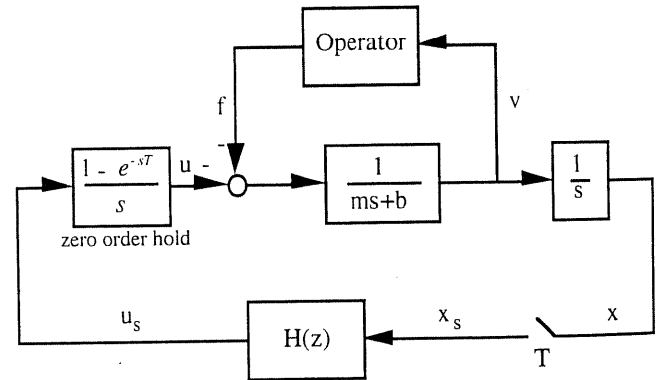 Operator
f
v
-
1 - e^{-sT}
s
u -
1
ms+b
1
s
zero order hold
u_s
H(z)
x_s
T
x